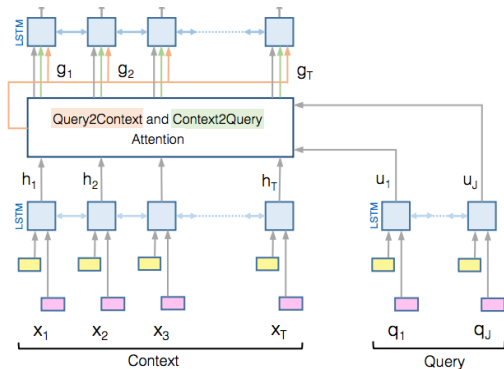 LSTM
g1 g2 gT
Query2Context and Context2Query
Attention
h1 h2 hT u1 uJ
LSTM LSTM
x1 x2 x3 xT q1 qJ
Context Query